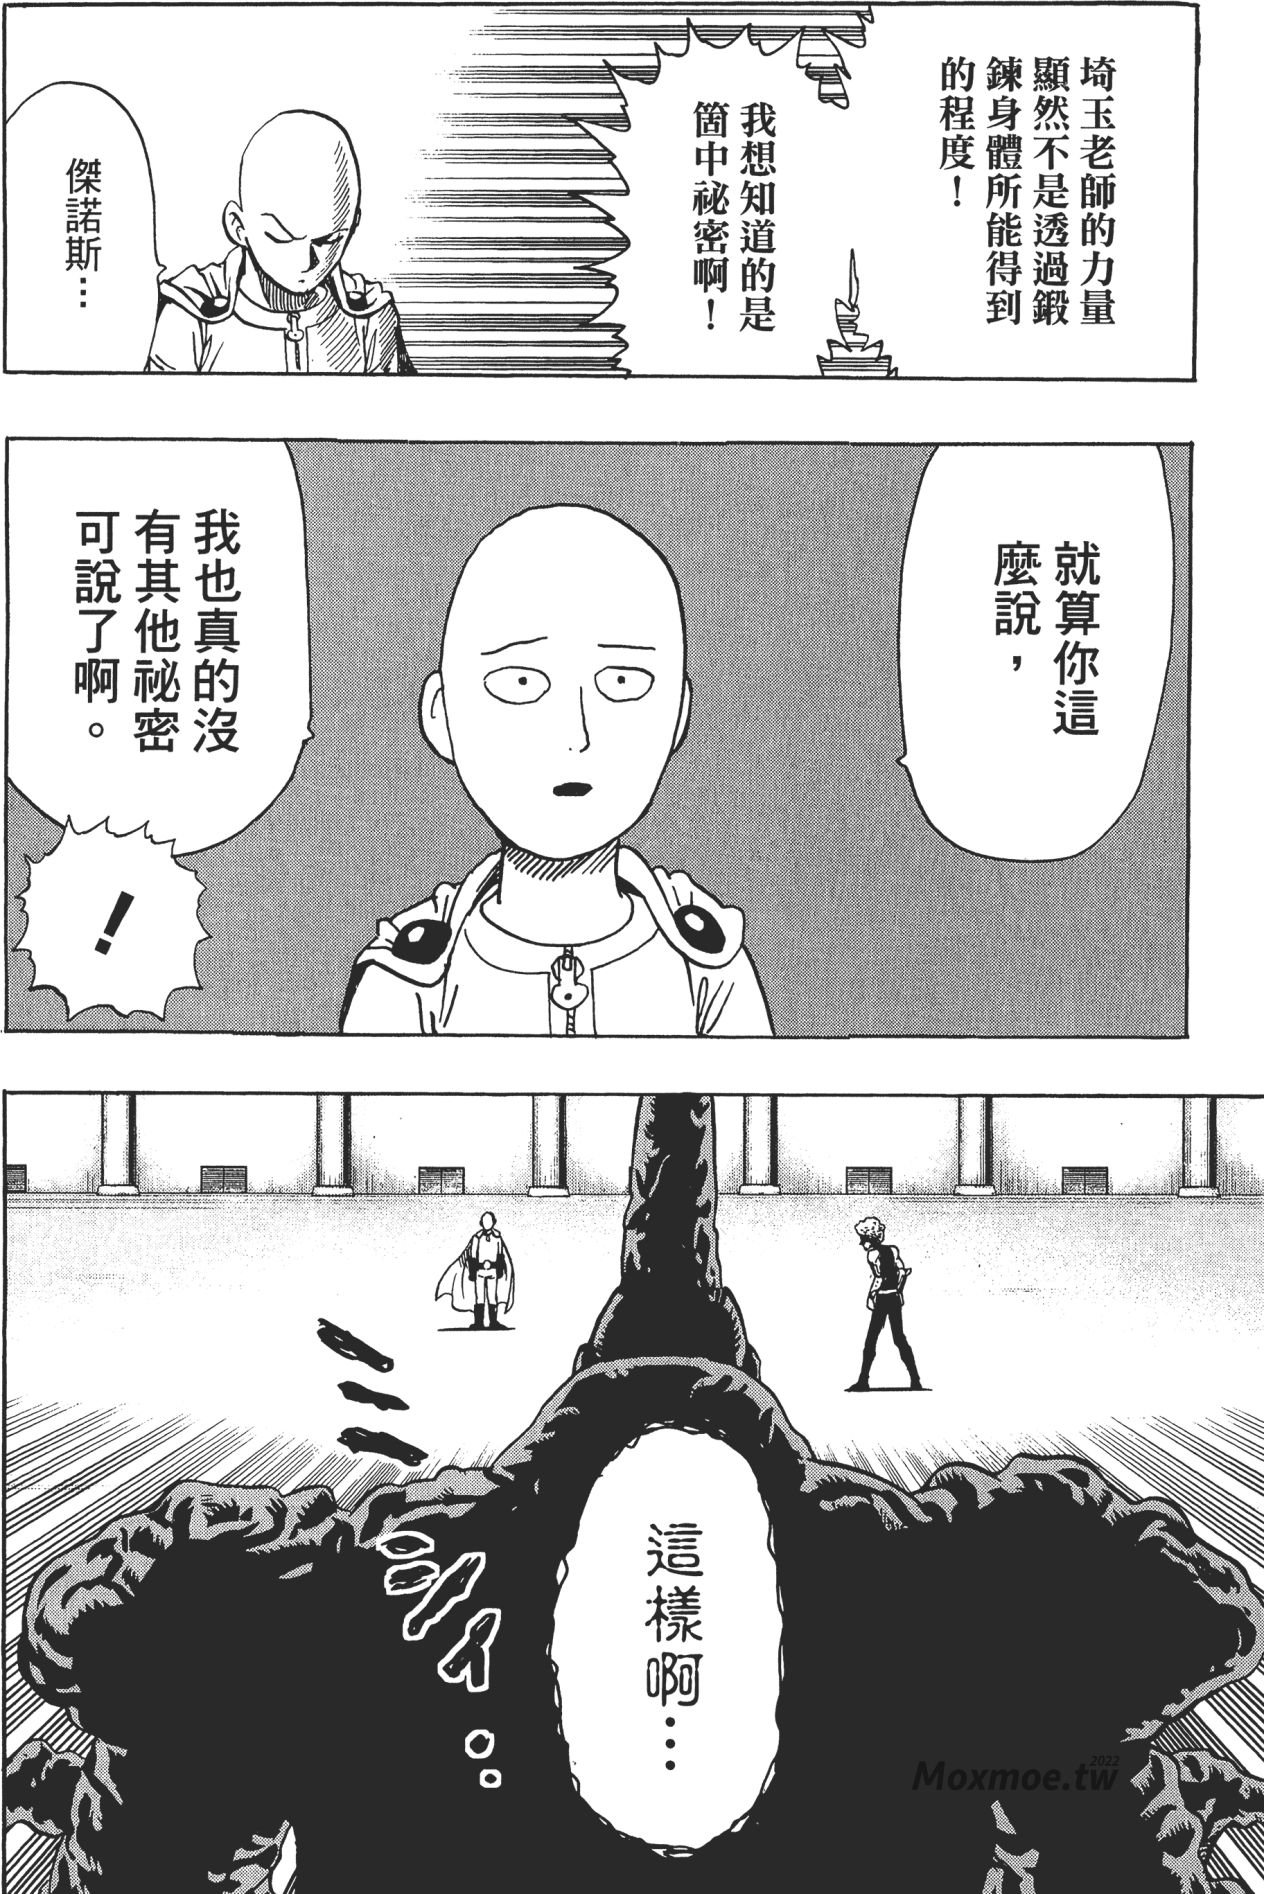 埼玉老師的力量
顯然不是透過鍛
鍊身體所能得到
的程度！
我想知道的是
箇中祕密啊！
傑諾斯…
就算你這
麼說，
我也真的沒
有其他祕密
可說了啊。
！
這樣啊…
ミシィ…
2022
Moxmoe.tw